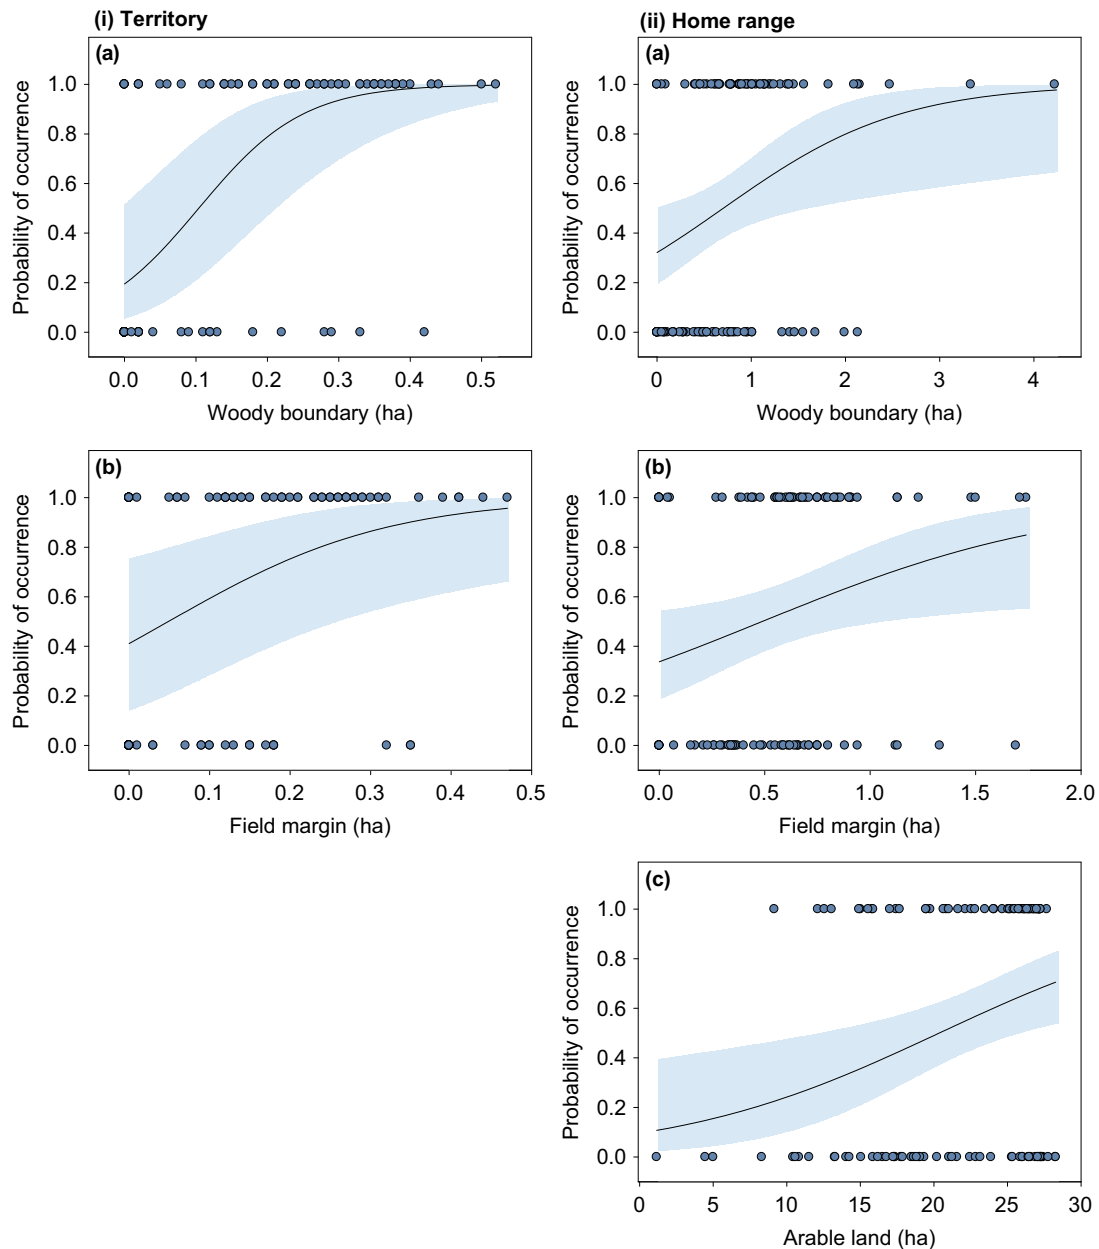 (i) Territory
(a)
Probability of occurrence
1.0
0.8
0.6
0.4
0.2
0.0
0.0 0.1 0.2 0.3 0.4 0.5
Woody boundary (ha)
(ii) Home range
(a)
Probability of occurrence
1.0
0.8
0.6
0.4
0.2
0.0
0 1 2 3 4
Woody boundary (ha)
(b)
Probability of occurrence
1.0
0.8
0.6
0.4
0.2
0.0
0.0 0.1 0.2 0.3 0.4 0.5
Field margin (ha)
(b)
Probability of occurrence
1.0
0.8
0.6
0.4
0.2
0.0
0.0 0.5 1.0 1.5 2.0
Field margin (ha)
(c)
Probability of occurrence
1.0
0.8
0.6
0.4
0.2
0.0
0 5 10 15 20 25 30
Arable land (ha)